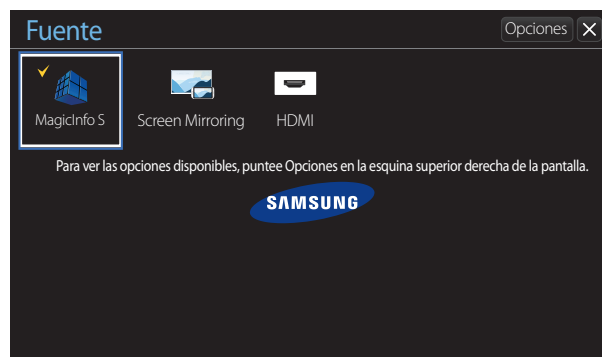 Fuente
Opciones
MagicInfo S
Screen Mirroring
HDMI
Para ver las opciones disponibles, puntee Opciones en la esquina superior derecha de la pantalla.
SAMSUNG